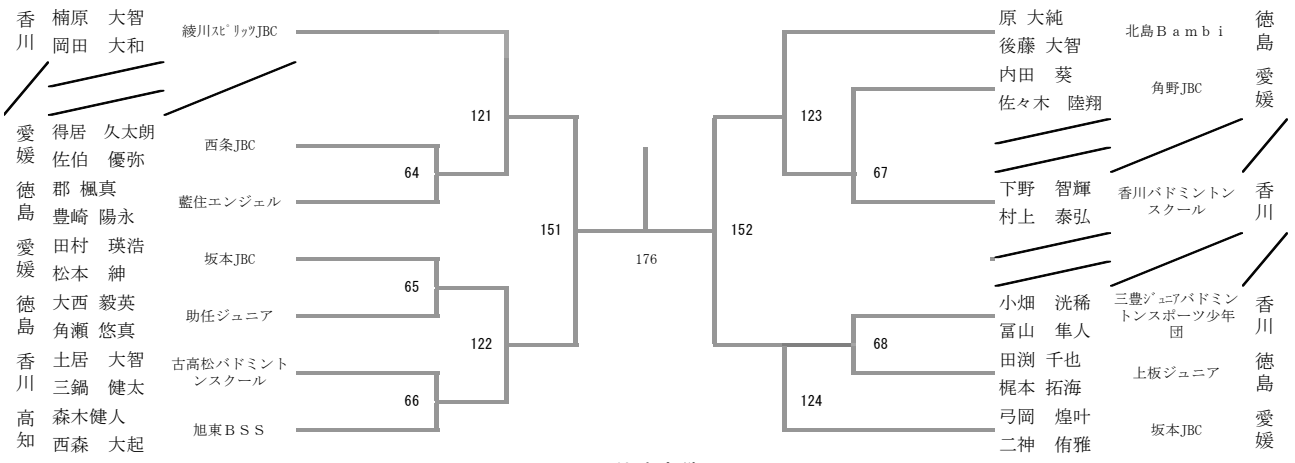 香川
楠原 大智
岡田 大和
綾川ｽﾋﾟﾘｯﾂJBC
愛媛
得居 久太朗
佐伯 優弥
西条JBC
徳島
郡 楓真
豊崎 陽永
藍住エンジェル
愛媛
田村 瑛浩
松本 紳
坂本JBC
徳島
大西 毅英
角瀬 悠真
助任ジュニア
香川
土居 大智
三鍋 健太
古高松バドミント
ンスクール
高知
森木健人
西森 大起
旭東ＢＳＳ
121
64
151
65
122
66
176
152
123
67
68
124
原 大純
後藤 大智
北島Ｂａｍｂｉ
徳島
内田 葵
佐々木 陸翔
角野JBC
愛媛
下野 智輝
村上 泰弘
香川バドミントン
スクール
香川
小畑 洸稀
冨山 隼人
三豊ｼﾞｭﾆｱバドミン
トンスポーツ少年
団
香川
田渕 千也
梶本 拓海
上板ジュニア
徳島
弓岡 煌叶
二神 侑雅
坂本JBC
愛媛